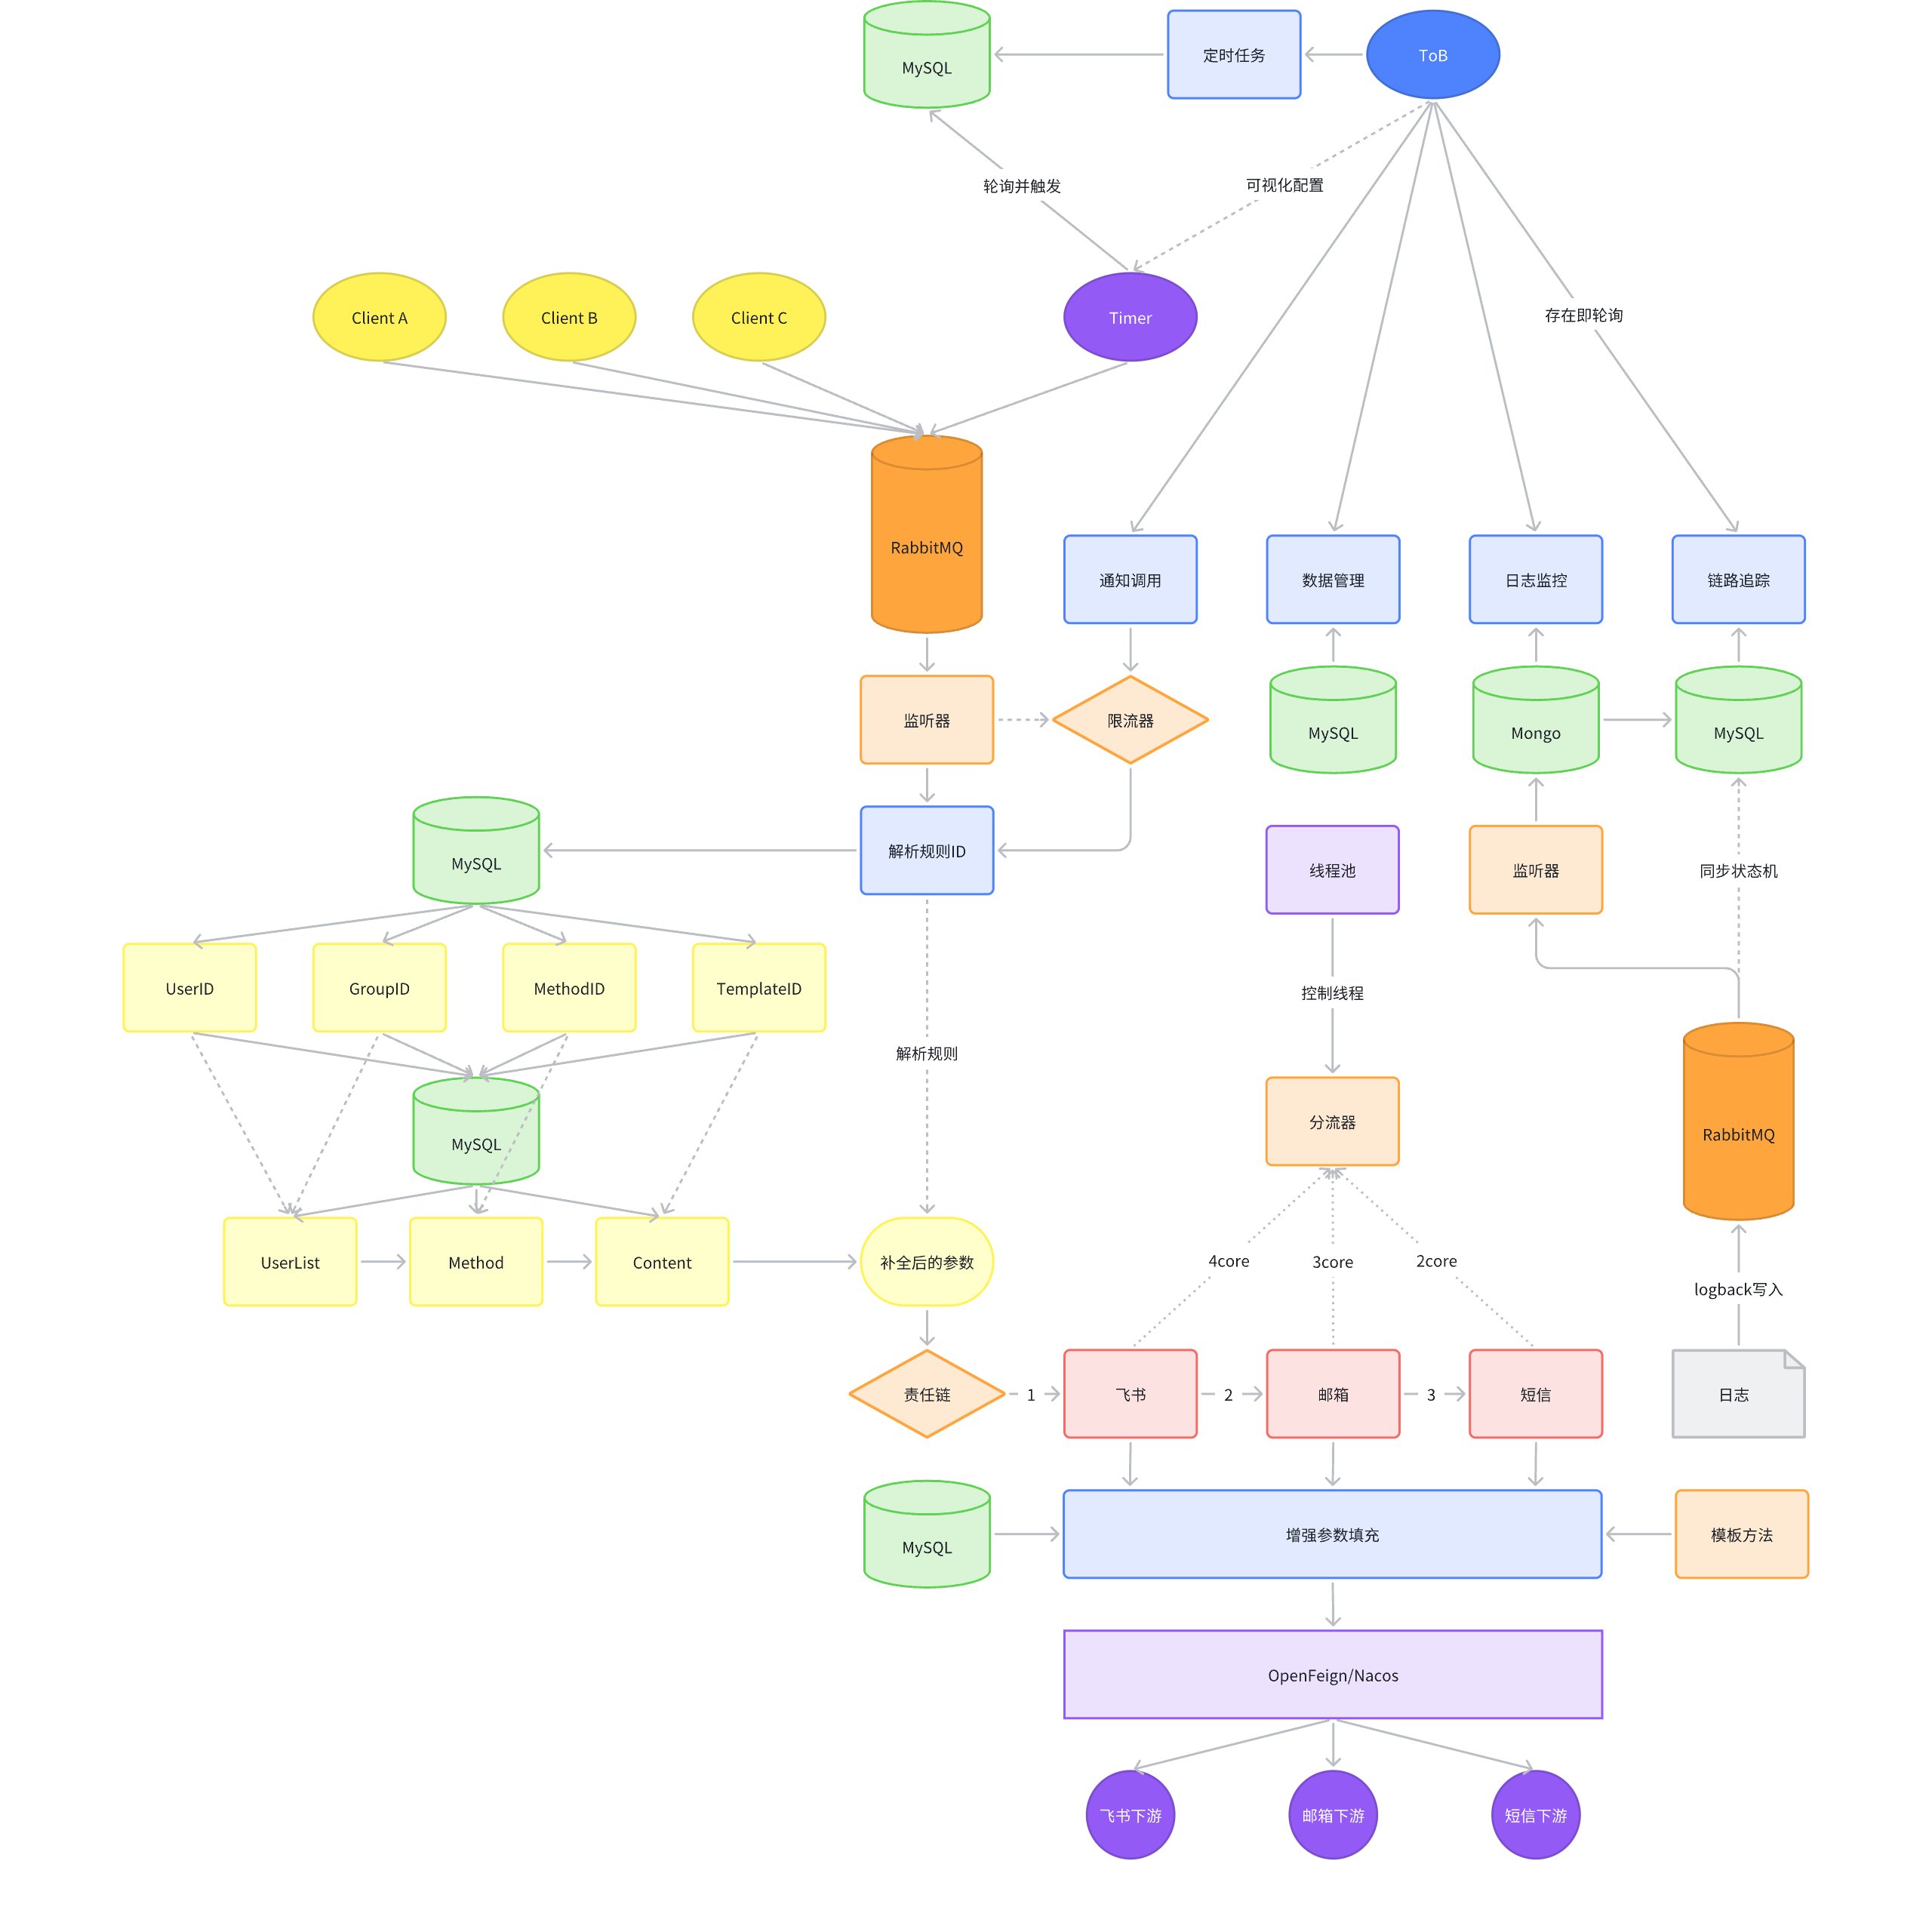 MySQL
定时任务
ToB
轮询并触发
可视化配置
Client A
Client B
Client C
Timer
存在即轮询
RabbitMQ
通知调用
数据管理
日志监控
链路追踪
监听器
限流器
MySQL
Mongo
MySQL
MySQL
解析规则ID
线程池
监听器
同步状态机
UserID
GroupID
MethodID
TemplateID
控制线程
解析规则
MySQL
分流器
RabbitMQ
UserList
Method
Content
补全后的参数
4core
3core
2core
logback写入
责任链
1
飞书
2
邮箱
3
短信
日志
MySQL
增强参数填充
模板方法
OpenFeign/Nacos
飞书下游
邮箱下游
短信下游